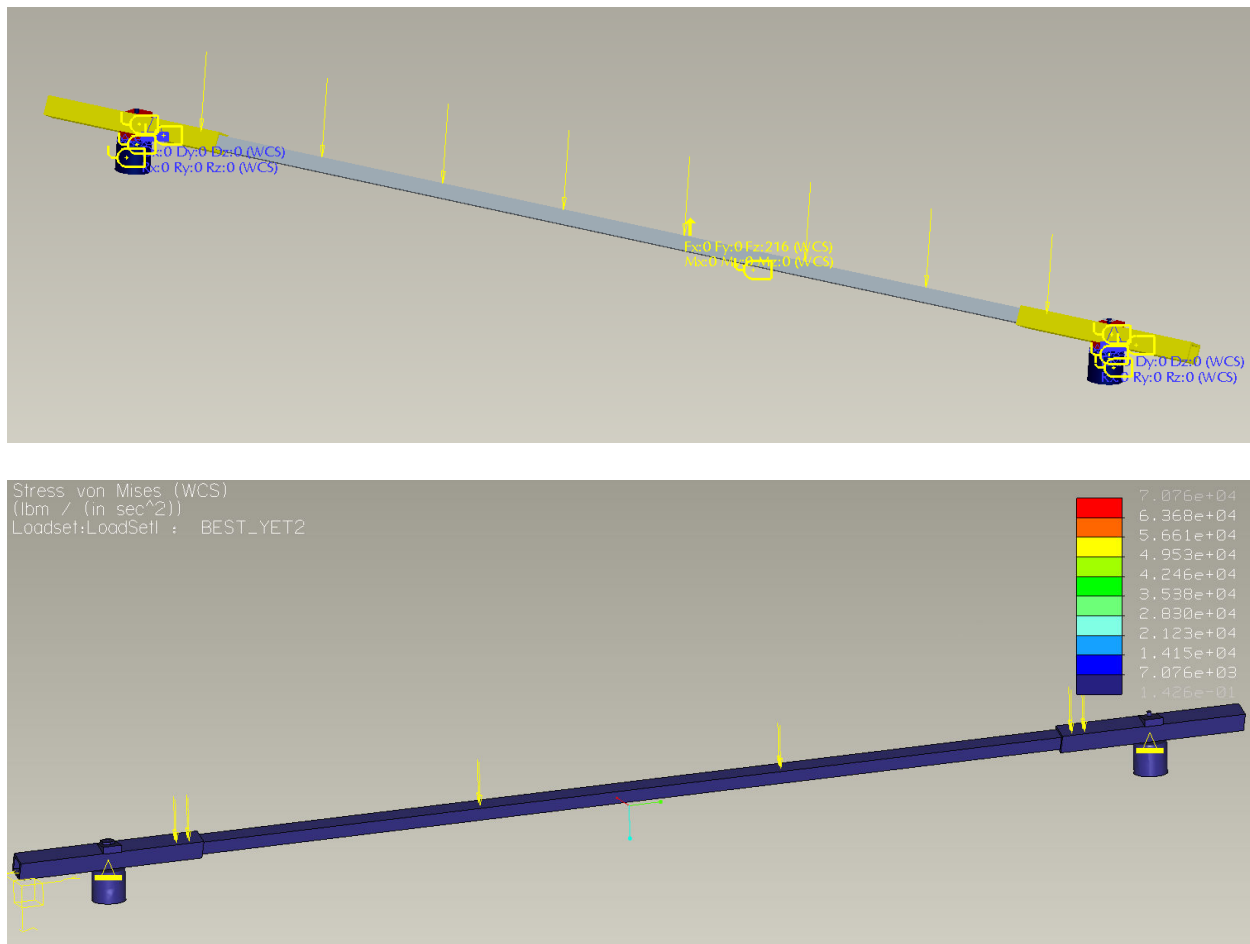 Dy:0 Dz:0 (WCS)
Ry:0 Rz:0 (WCS)
Fx:0 Fy:0 Fz:216 (WCS)
Mx:0 My:0 Mz:0 (WCS)
Dy:0 Dz:0 (WCS)
Ry:0 Rz:0 (WCS)
Stress von Mises (WCS)
(lbm / (in sec^2))
Loadset:LoadSet1 : BEST_YET2
7.076e+04
6.368e+04
5.661e+04
4.953e+04
4.246e+04
3.538e+04
2.830e+04
2.123e+04
1.415e+04
7.076e+03
1.426e-01